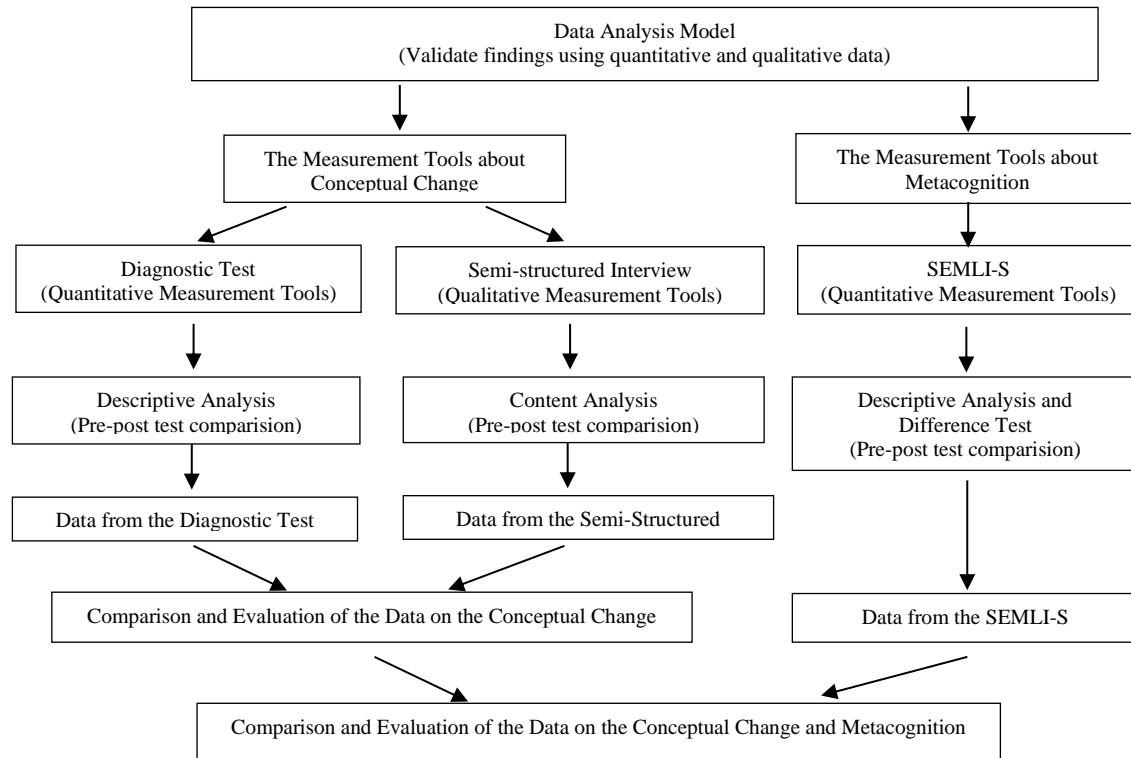 Data Analysis Model
(Validate findings using quantitative and qualitative data)
The Measurement Tools about
Conceptual Change
The Measurement Tools about
Metacognition
Diagnostic Test
(Quantitative Measurement Tools)
Semi-structured Interview
(Qualitative Measurement Tools)
SEMLI-S
(Quantitative Measurement Tools)
Descriptive Analysis
(Pre-post test comparision)
Content Analysis
(Pre-post test comparision)
Descriptive Analysis and
Difference Test
(Pre-post test comparision)
Data from the Diagnostic Test
Data from the Semi-Structured
Comparison and Evaluation of the Data on the Conceptual Change
Data from the SEMLI-S
Comparison and Evaluation of the Data on the Conceptual Change and Metacognition